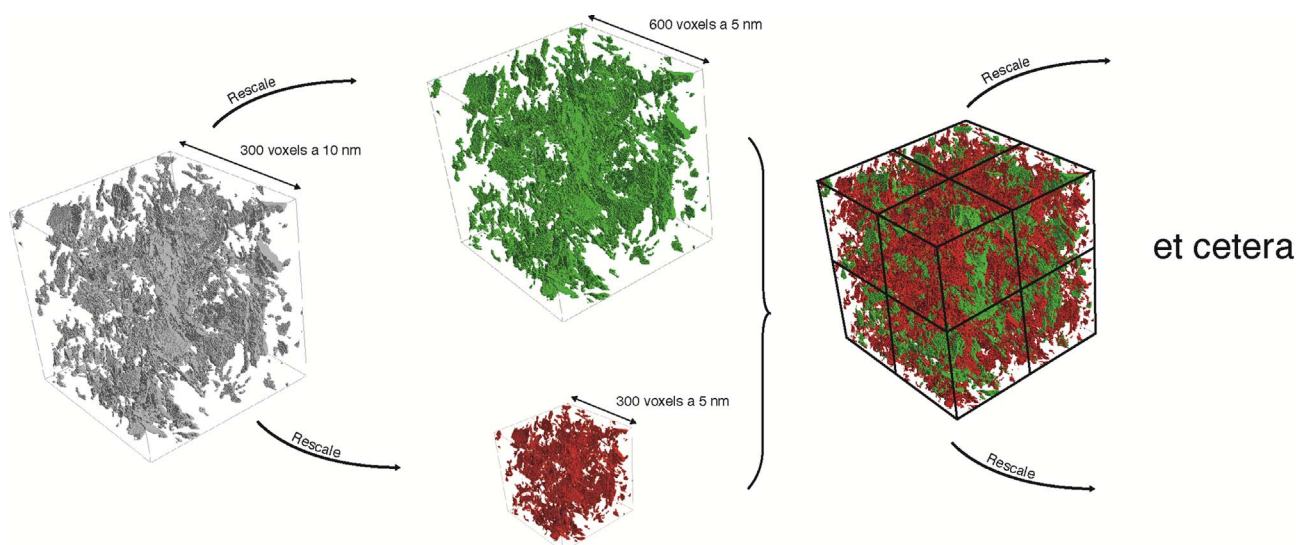 600 voxels a 5 nm
Rescale
Rescale
300 voxels a 10 nm
et cetera
300 voxels a 5 nm
Rescale
Rescale